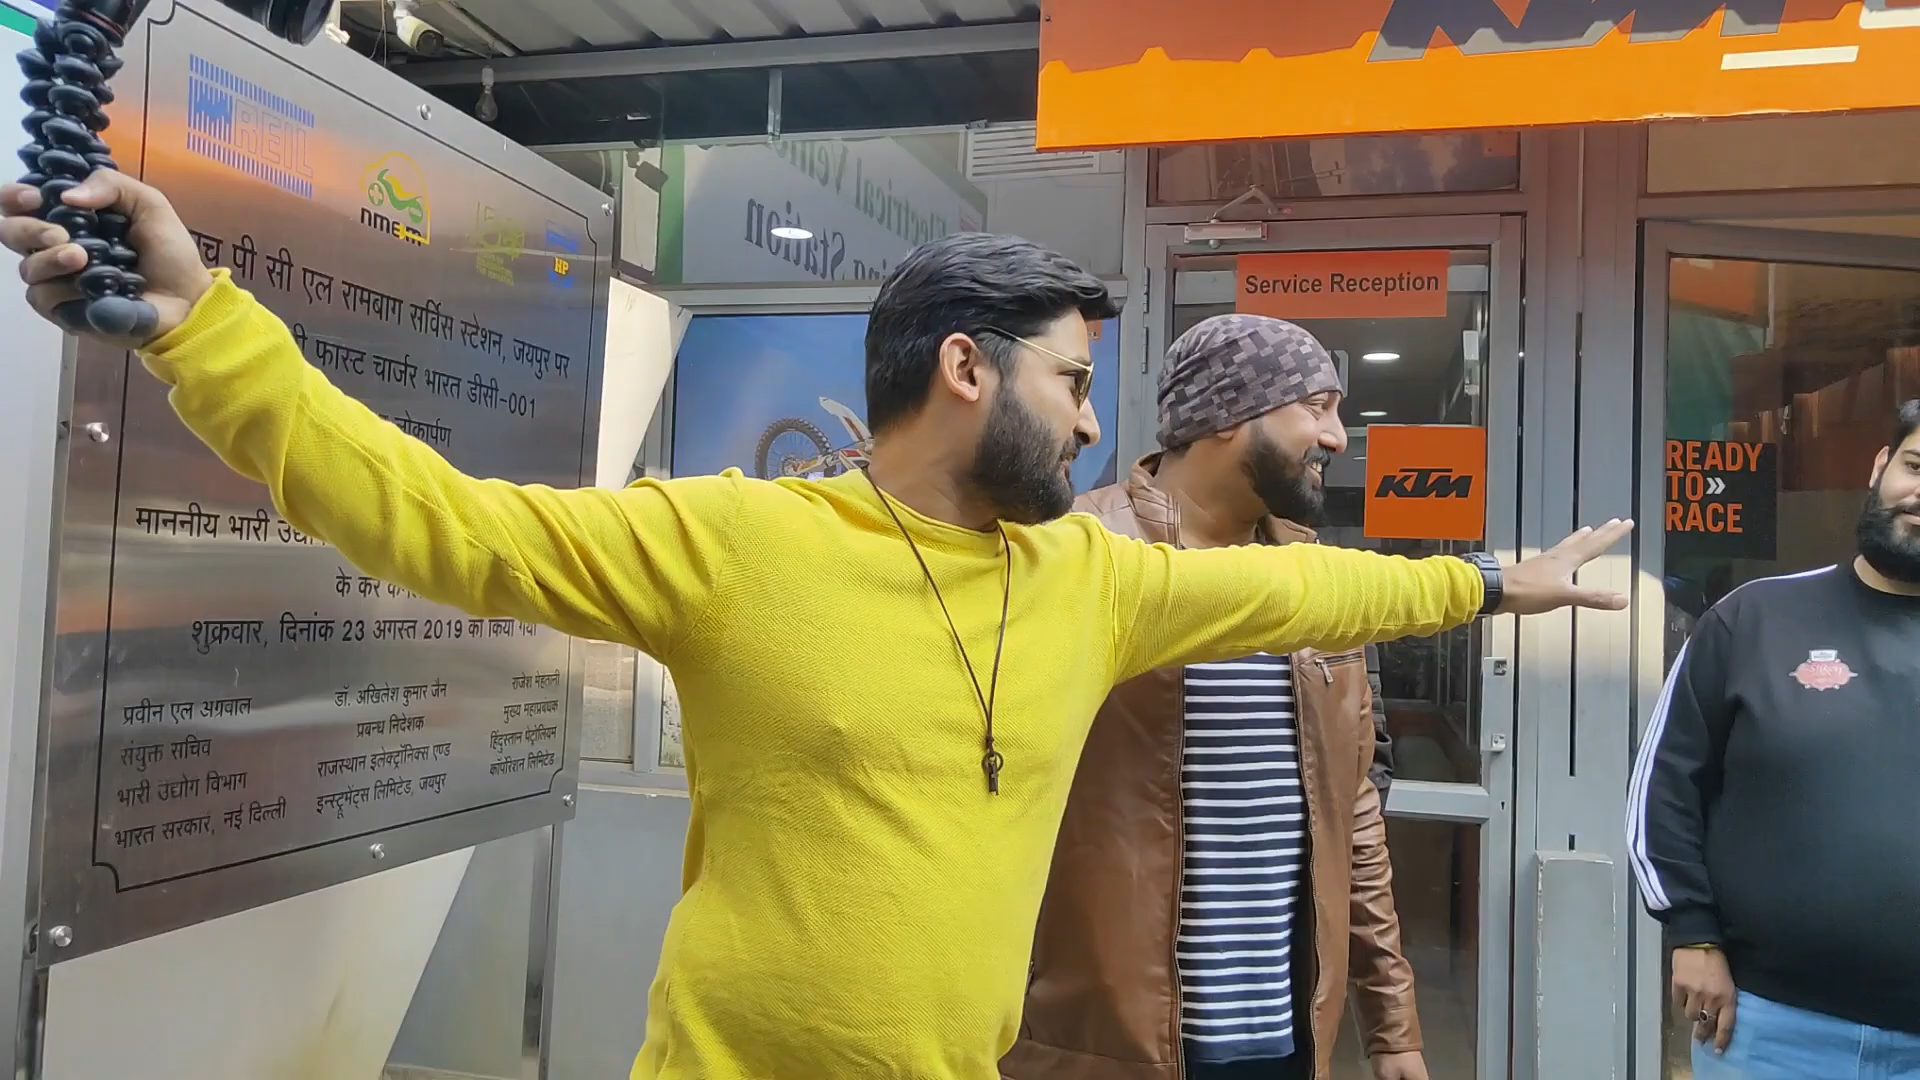 REIL
nmem
HP
पी सी एल रामबाग सर्विस स्टेशन, जयपुर पर
फास्ट चार्जर भारत डीसी-001
लोकार्पण
माननीय भारी
के कर
शुक्रवार, दिनांक 23 अगस्त 2019 को किया गया
प्रवीन एल अग्रवाल
संयुक्त सचिव
भारी उद्योग विभाग
भारत सरकार, नई दिल्ली
डॉ. अखिलेश कुमार जैन
प्रबन्ध निदेशक
राजस्थान इलेक्ट्रॉनिक्स एण्ड
इन्स्ट्रूमेंट्स लिमिटेड, जयपुर
राजेश मेहतानी
मुख्य महाप्रबंधक
हिंदुस्तान पेट्रोलियम
कॉर्पोरेशन लिमिटेड
Electrical
Station
KTM
Service Reception
KTM
READY
TO»
RACE